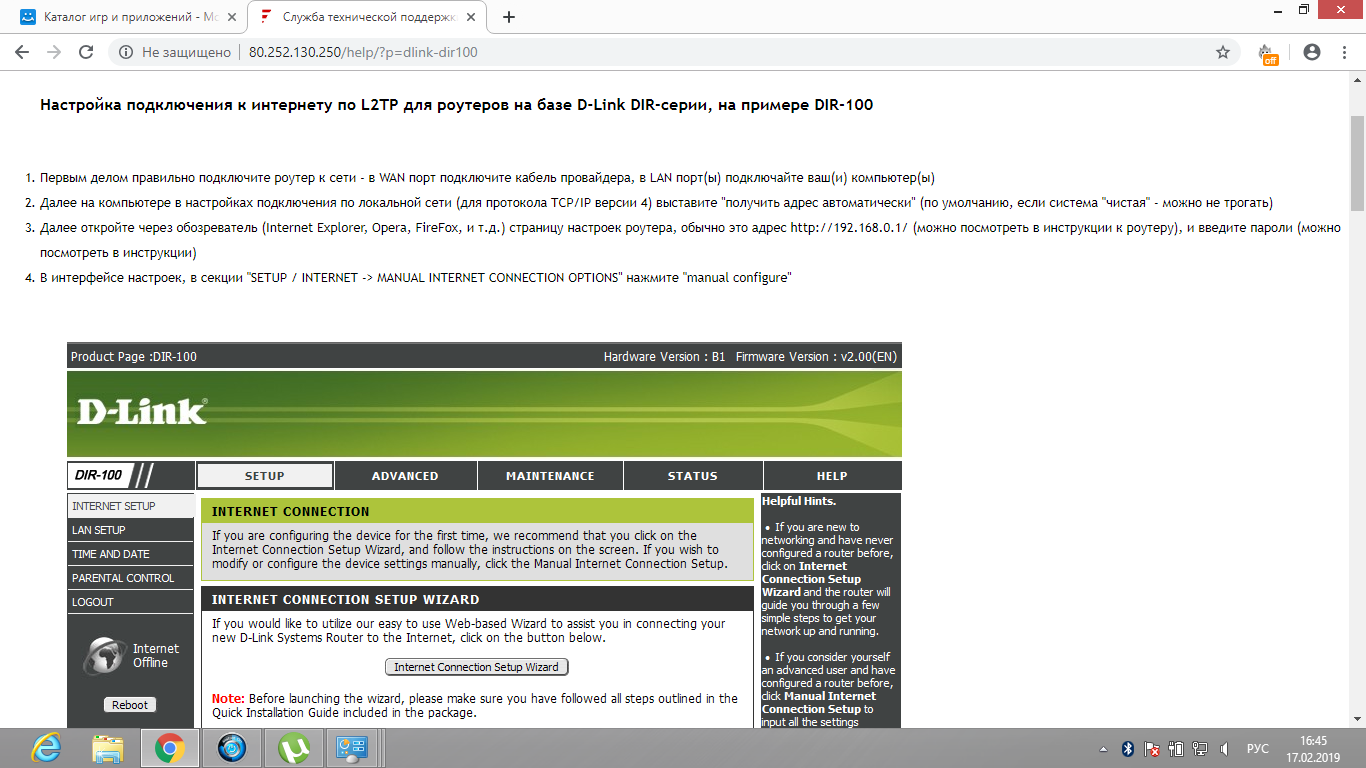 Каталог игр и приложений - Mo
Служба технической поддержк
Не защищено
80.252.130.250/help/?p=dlink-dir100
off
Настройка подключения к интернету по L2TP для роутеров на базе D-Link DIR-серии, на примере DIR-100
1. Первым делом правильно подключите роутер к сети - в WAN порт подключите кабель провайдера, в LAN порт(ы) подключайте ваш(и) компьютер(ы)
2. Далее на компьютере в настройках подключения по локальной сети (для протокола TCP/IP версии 4) выставите "получить адрес автоматически" (по умолчанию, если система "чистая" - можно не трогать)
3. Далее откройте через обозреватель (Internet Explorer, Opera, FireFox, и т.д.) страницу настроек роутера, обычно это адрес http://192.168.0.1/ (можно посмотреть в инструкции к роутеру), и введите пароли (можно
посмотреть в инструкции)
4. В интерфейсе настроек, в секции "SETUP / INTERNET -> MANUAL INTERNET CONNECTION OPTIONS" нажмите "manual configure"
Product Page :DIR-100
Hardware Version : B1 Firmware Version : v2.00(EN)
D-Link
DIR-100
SETUP
ADVANCED
MAINTENANCE
STATUS
HELP
INTERNET SETUP
LAN SETUP
TIME AND DATE
PARENTAL CONTROL
LOGOUT
Internet
Offline
Reboot
INTERNET CONNECTION
If you are configuring the device for the first time, we recommend that you click on the
Internet Connection Setup Wizard, and follow the instructions on the screen. If you wish to
modify or configure the device settings manually, click the Manual Internet Connection Setup.
INTERNET CONNECTION SETUP WIZARD
If you would like to utilize our easy to use Web-based Wizard to assist you in connecting your
new D-Link Systems Router to the Internet, click on the button below.
Internet Connection Setup Wizard
Note: Before launching the wizard, please make sure you have followed all steps outlined in the
Quick Installation Guide included in the package.
Helpful Hints.
• If you are new to
networking and have never
configured a router before,
click on Internet
Connection Setup
Wizard and the router will
guide you through a few
simple steps to get your
network up and running.
• If you consider yourself
an advanced user and have
configured a router before,
click Manual Internet
Connection Setup to
input all the settings
РУС
16:45
17.02.2019